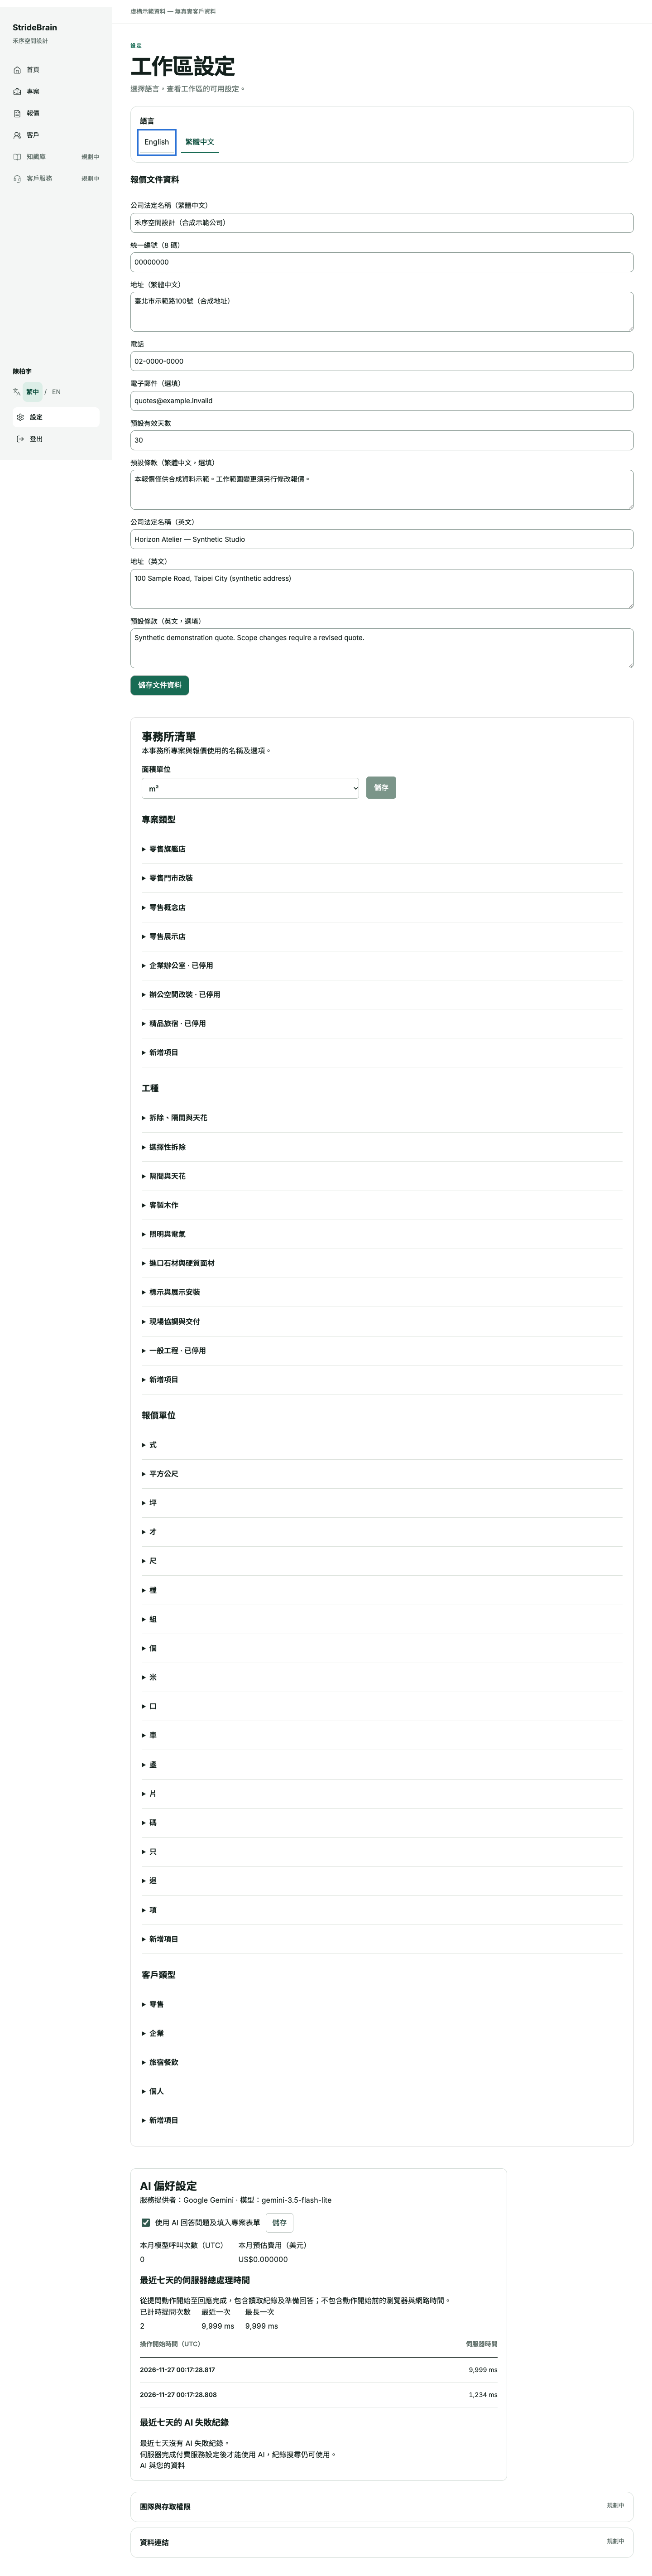 StrideBrain
禾序空間設計
首頁
專案
報價
客戶
知識庫 規劃中
客戶服務 規劃中
陳柏宇
繁中 / EN
設定
登出
虛構示範資料 — 無真實客戶資料
設定
工作區設定
選擇語言,查看工作區的可用設定。
語言
English 繁體中文
報價文件資料
公司法定名稱(繁體中文)
禾序空間設計(合成示範公司)
統一編號(8 碼)
00000000
地址(繁體中文)
臺北市示範路100號(合成地址)
電話
02-0000-0000
電子郵件(選填)
quotes@example.invalid
預設有效天數
30
預設條款(繁體中文,選填)
本報價僅供合成資料示範。工作範圍變更須另行修改報價。
公司法定名稱(英文)
Horizon Atelier — Synthetic Studio
地址(英文)
100 Sample Road, Taipei City (synthetic address)
預設條款(英文,選填)
Synthetic demonstration quote. Scope changes require a revised quote.
儲存文件資料
事務所清單
本事務所專案與報價使用的名稱及選項。
面積單位
m² 儲存
專案類型
零售旗艦店
零售門市改裝
零售概念店
零售展示店
企業辦公室 · 已停用
辦公空間改裝 · 已停用
精品旅宿 · 已停用
新增項目
工種
拆除、隔間與天花
選擇性拆除
隔間與天花
客製木作
照明與電氣
進口石材與硬質面材
標示與展示安裝
現場協調與交付
一般工程 · 已停用
新增項目
報價單位
式
平方公尺
坪
才
尺
樘
組
個
米
口
車
盞
片
碼
只
迴
項
新增項目
客戶類型
零售
企業
旅宿餐飲
個人
新增項目
AI 偏好設定
服務提供者:Google Gemini · 模型:gemini-3.5-flash-lite
使用 AI 回答問題及填入專案表單 儲存
本月模型呼叫次數(UTC) 本月預估費用(美元)
0 US$0.000000
最近七天的伺服器總處理時間
從提問動作開始至回應完成,包含讀取紀錄及準備回答;不包含動作開始前的瀏覽器與網路時間。
已計時提問次數 最近一次 最長一次
2 9,999 ms 9,999 ms
操作開始時間(UTC) 伺服器時間
2026-11-27 00:17:28.817 9,999 ms
2026-11-27 00:17:28.808 1,234 ms
最近七天的 AI 失敗紀錄
最近七天沒有 AI 失敗紀錄。
伺服器完成付費服務設定後才能使用 AI,紀錄搜尋仍可使用。
AI 與您的資料
團隊與存取權限 規劃中
資料連結 規劃中